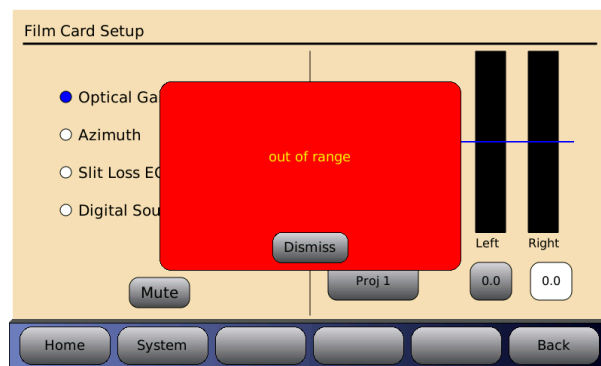 Film Card Setup
Optical Ga
Azimuth
Slit Loss EQ
Digital Sou
out of range
Dismiss
Mute
Proj 1
Left
Right
0.0
0.0
Home
System
Back